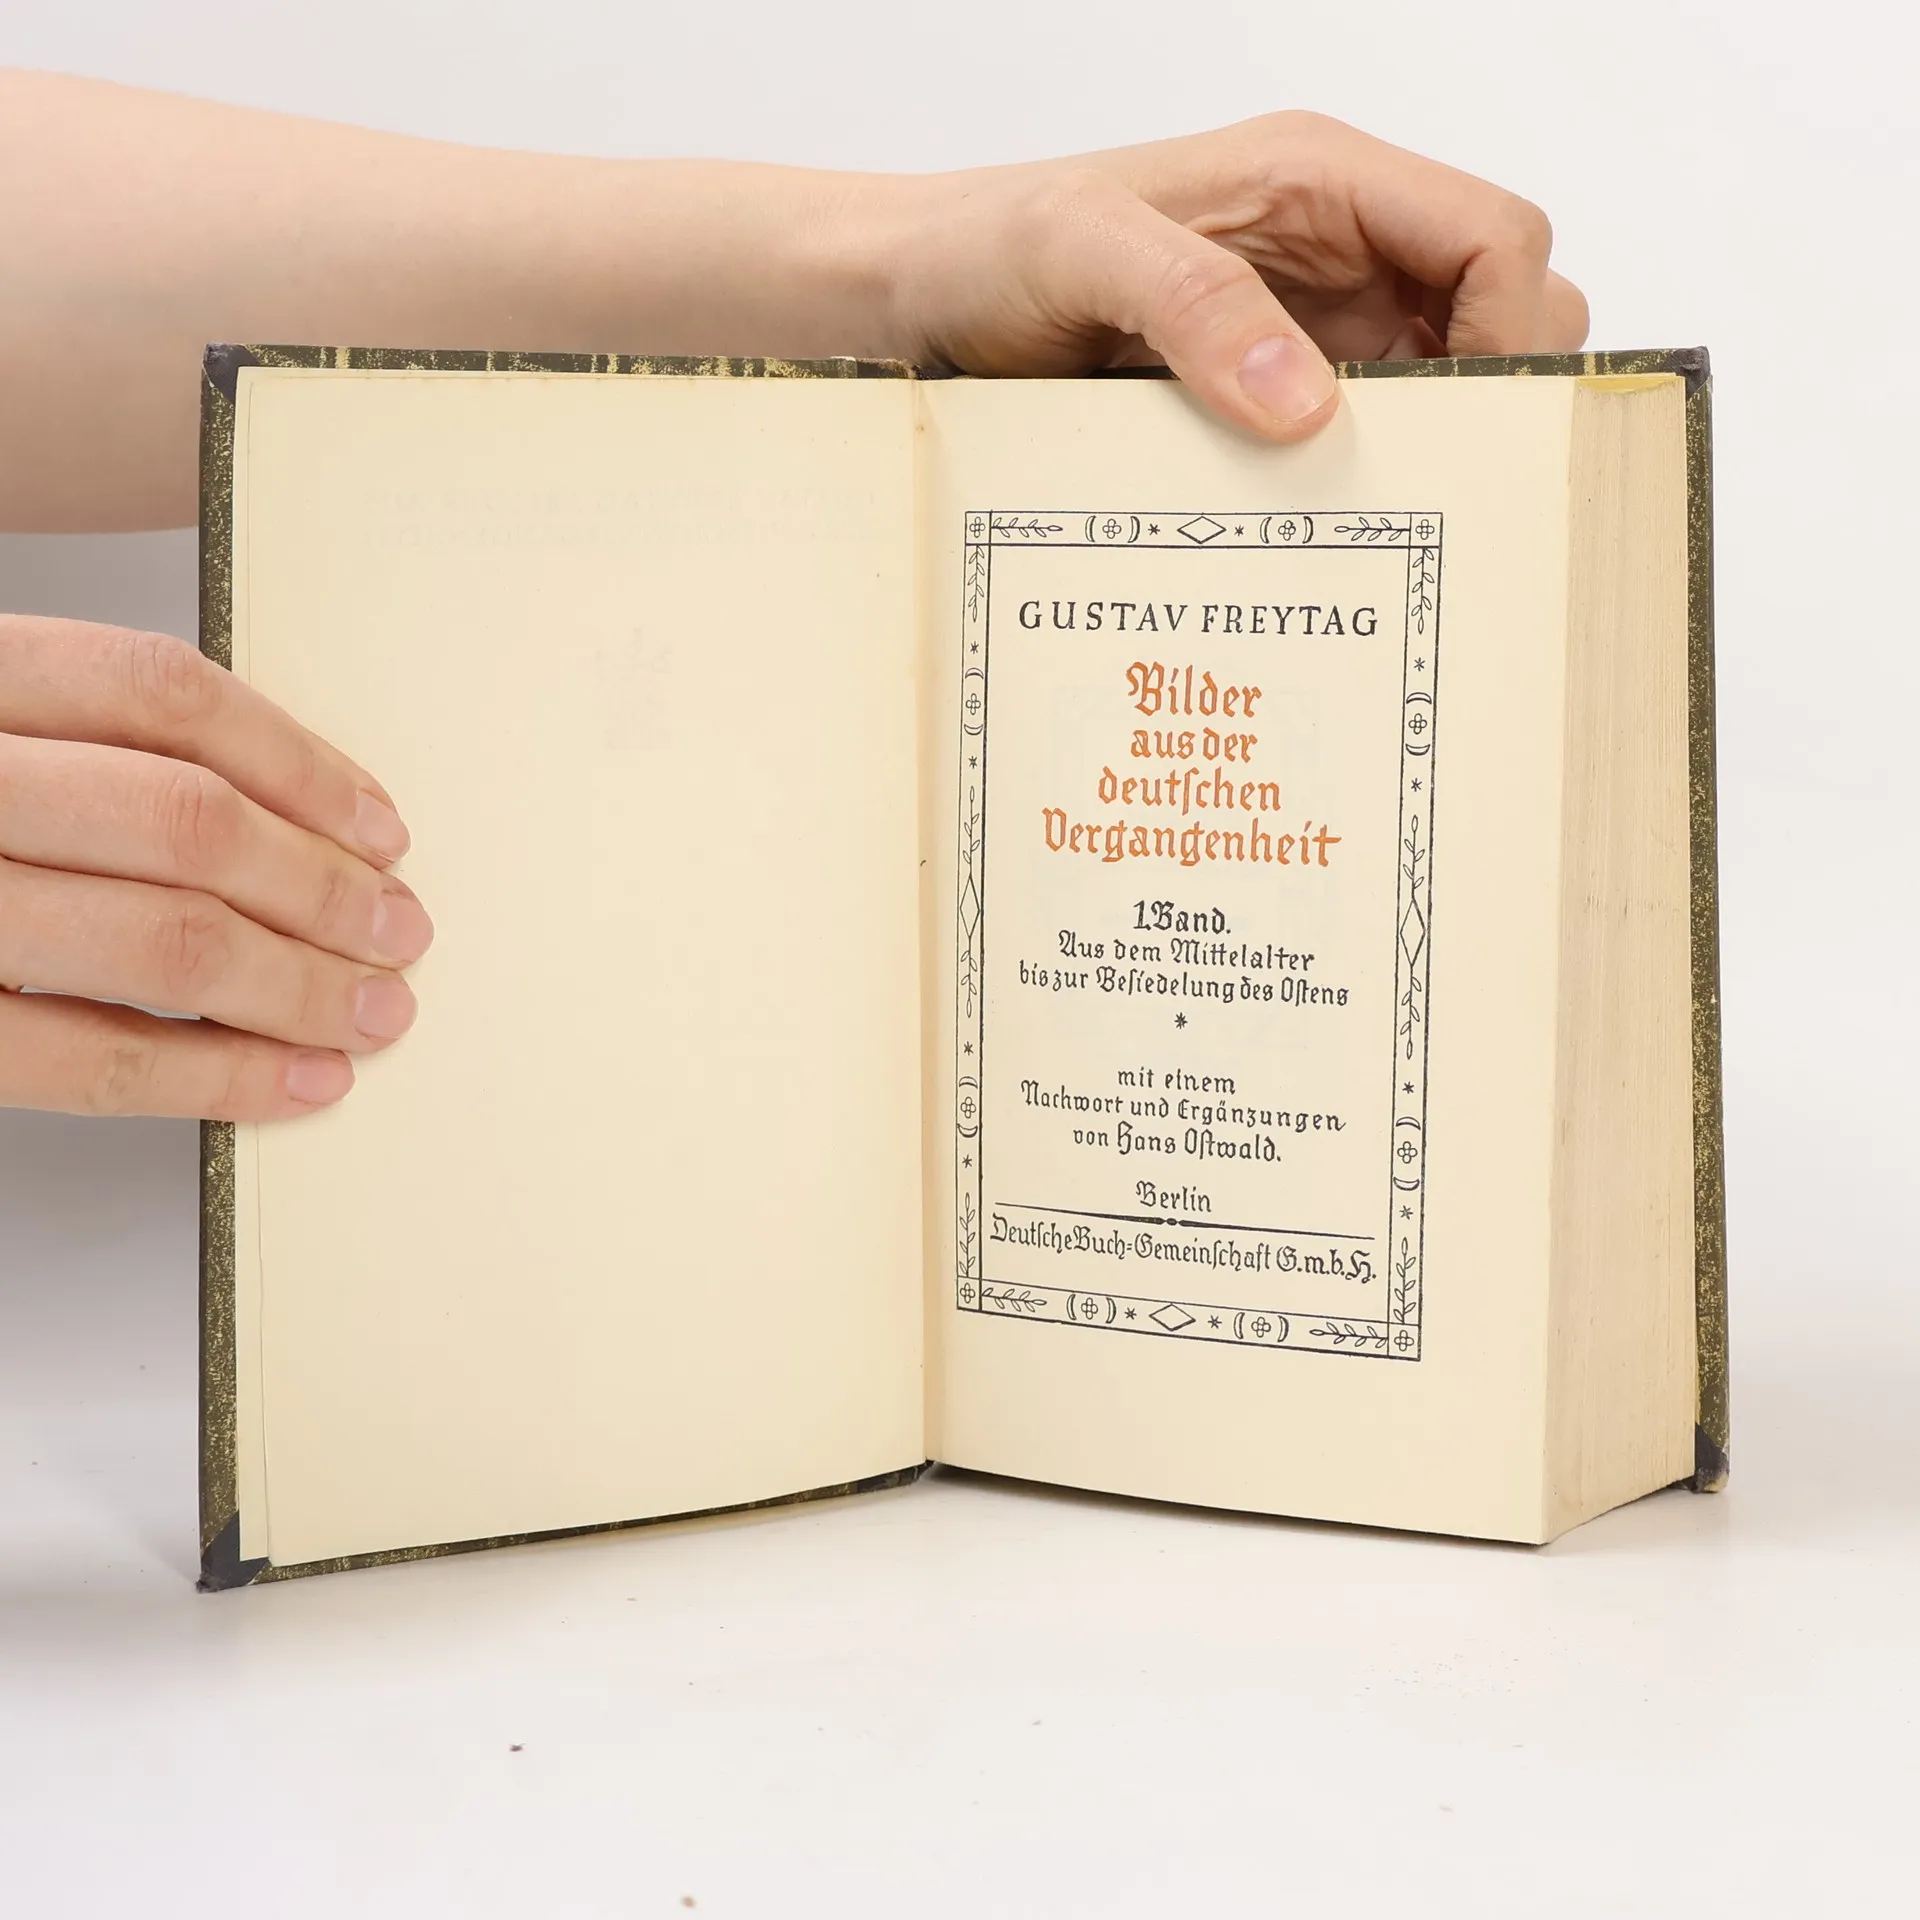 GUSTAV FREYTAG
Bilder
aus der
deutſchen
Vergangenheit
1. Band.
Aus dem Mittelalter
bis zur Beſiedelung des Oſtens
*
mit einem
Nachwort und Ergänzungen
von Hans Oſtwald.
Berlin
Deutſche Buch=Gemeinſchaft G.m.b.H.